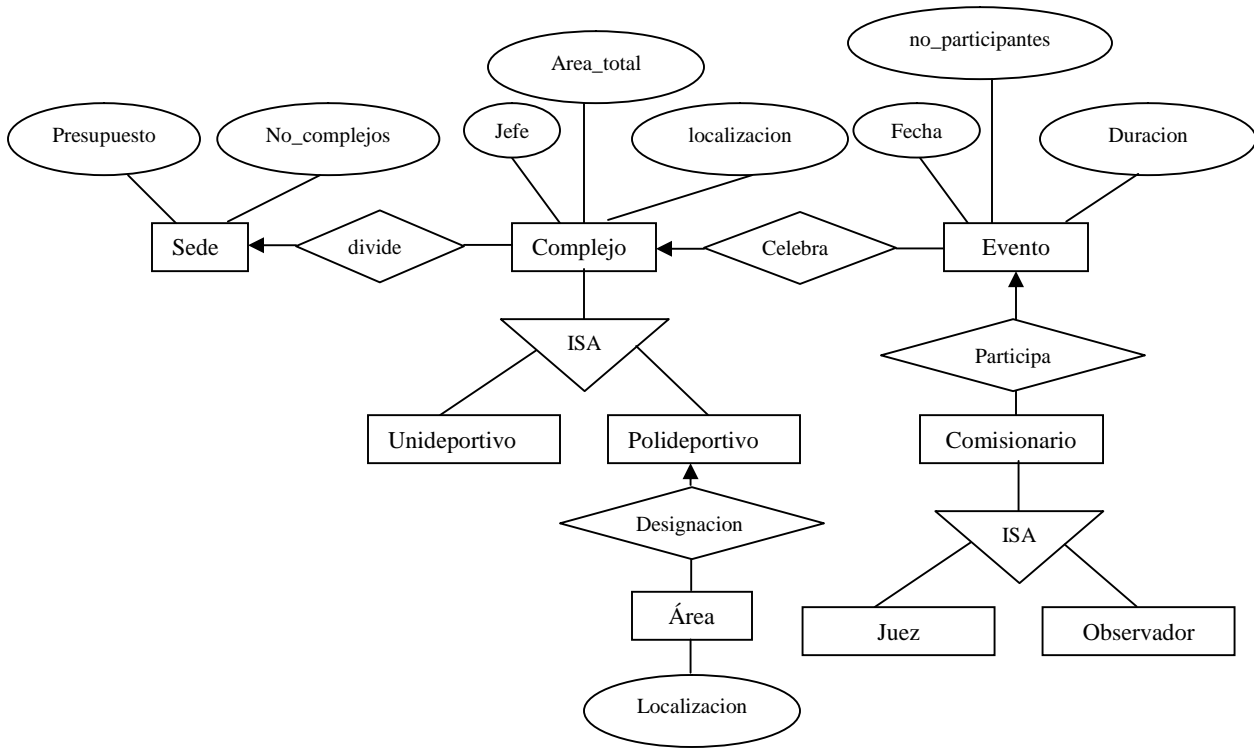 no_participantes
Area_total
Presupuesto
No_complejos
Jefe
localizacion
Fecha
Duracion
Sede
divide
Complejo
Celebra
Evento
ISA
Participa
Unideportivo
Polideportivo
Comisionario
Designacion
ISA
Área
Juez
Observador
Localizacion